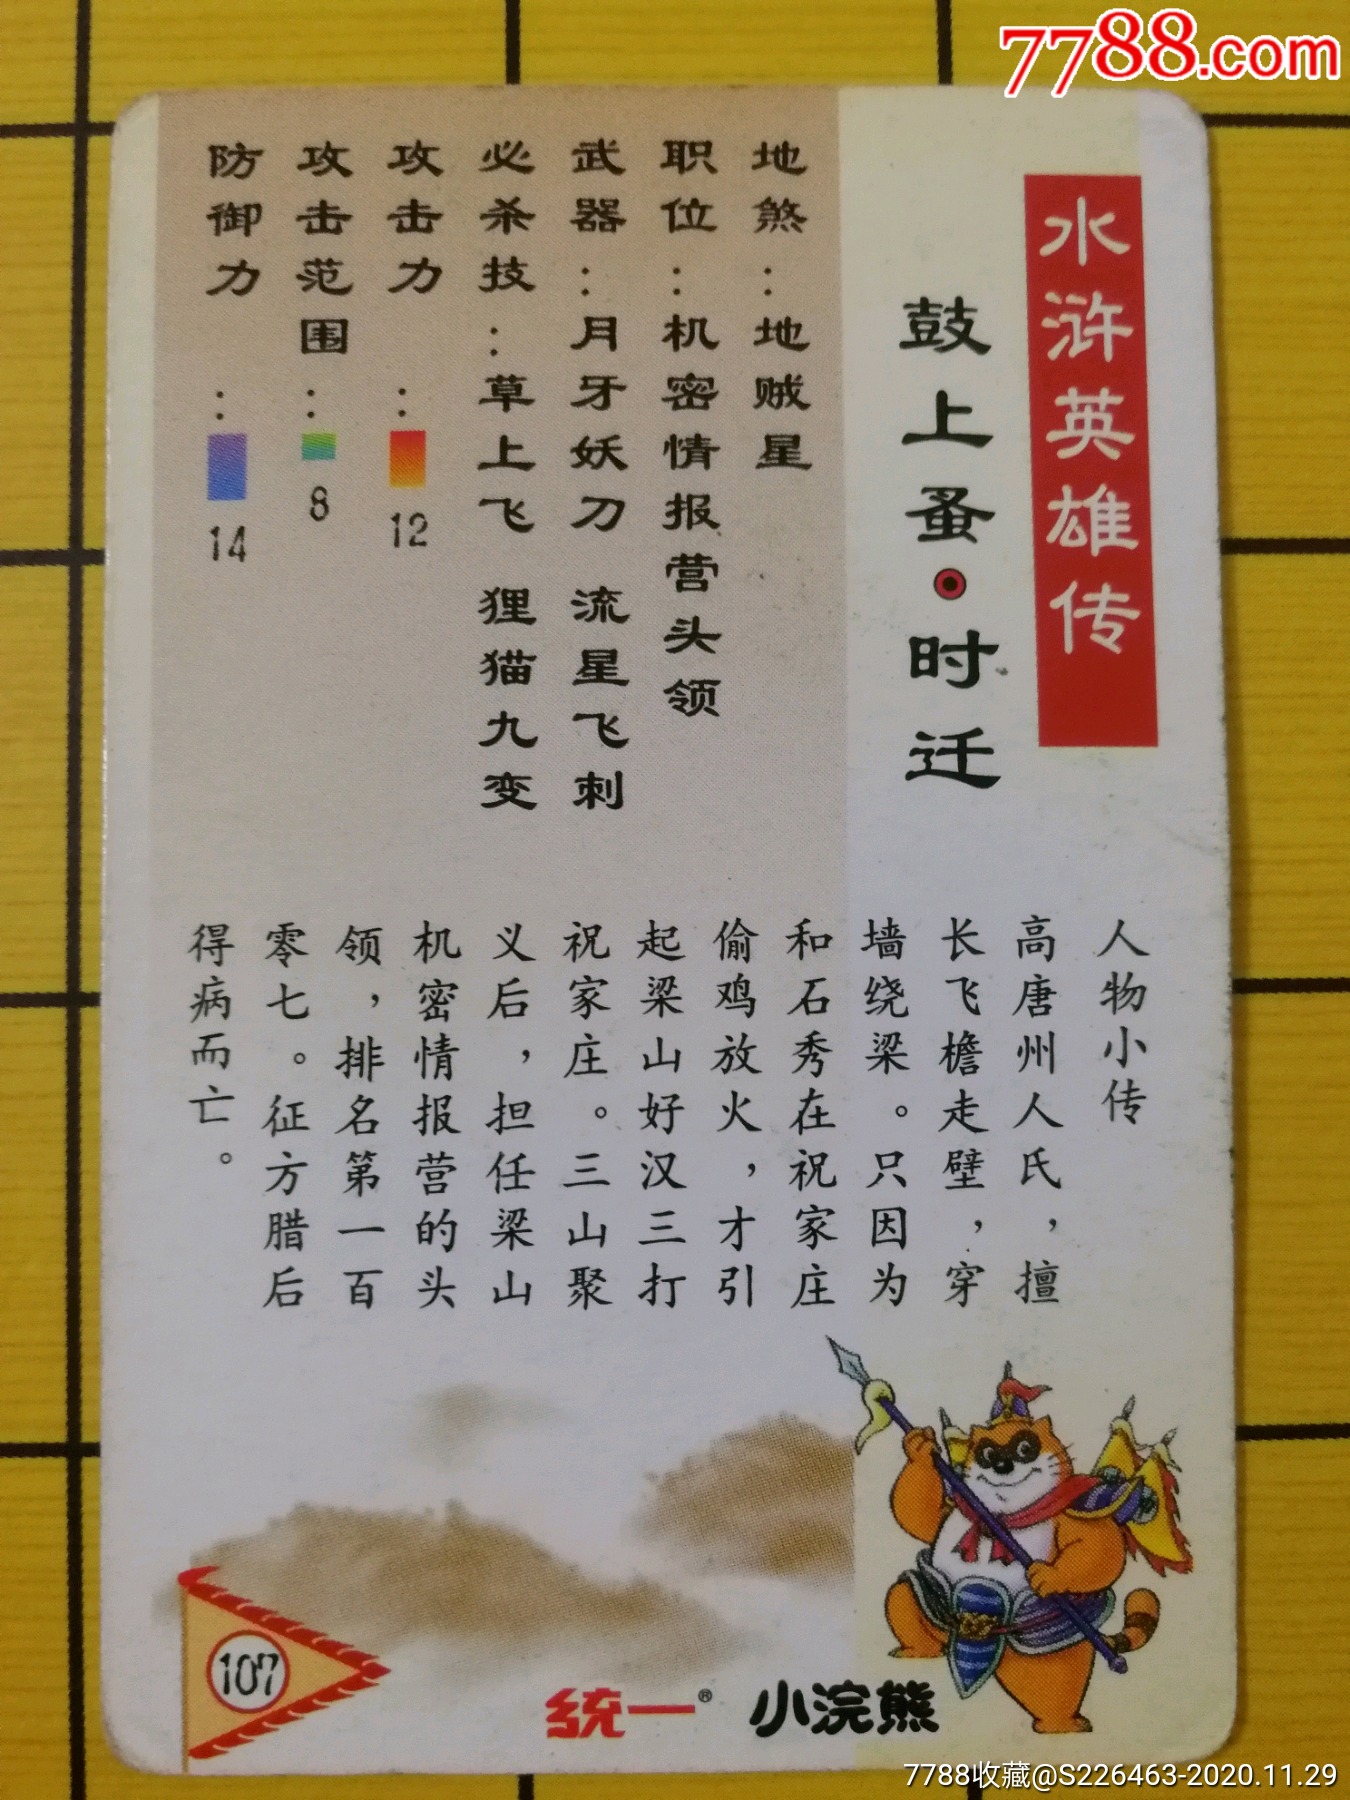 7788.com
水浒英雄传
鼓上蚤·时迁
地煞：地贼星
职位：机密情报营头领
武器：月牙妖刀 流星飞刺
必杀技：草上飞 狸猫九变
攻击力：12
攻击范围：8
防御力：14
人物小传
高唐州人氏，擅
长飞檐走壁，穿
墙绕梁。只因为
和石秀在祝家庄
偷鸡放火，才引
起梁山好汉三打
祝家庄。三山聚
义后，担任梁山
机密情报营的头
领，排名第一百
零七。征方腊后
得病而亡。
107
统一® 小浣熊
7788收藏@S226463-2020.11.29